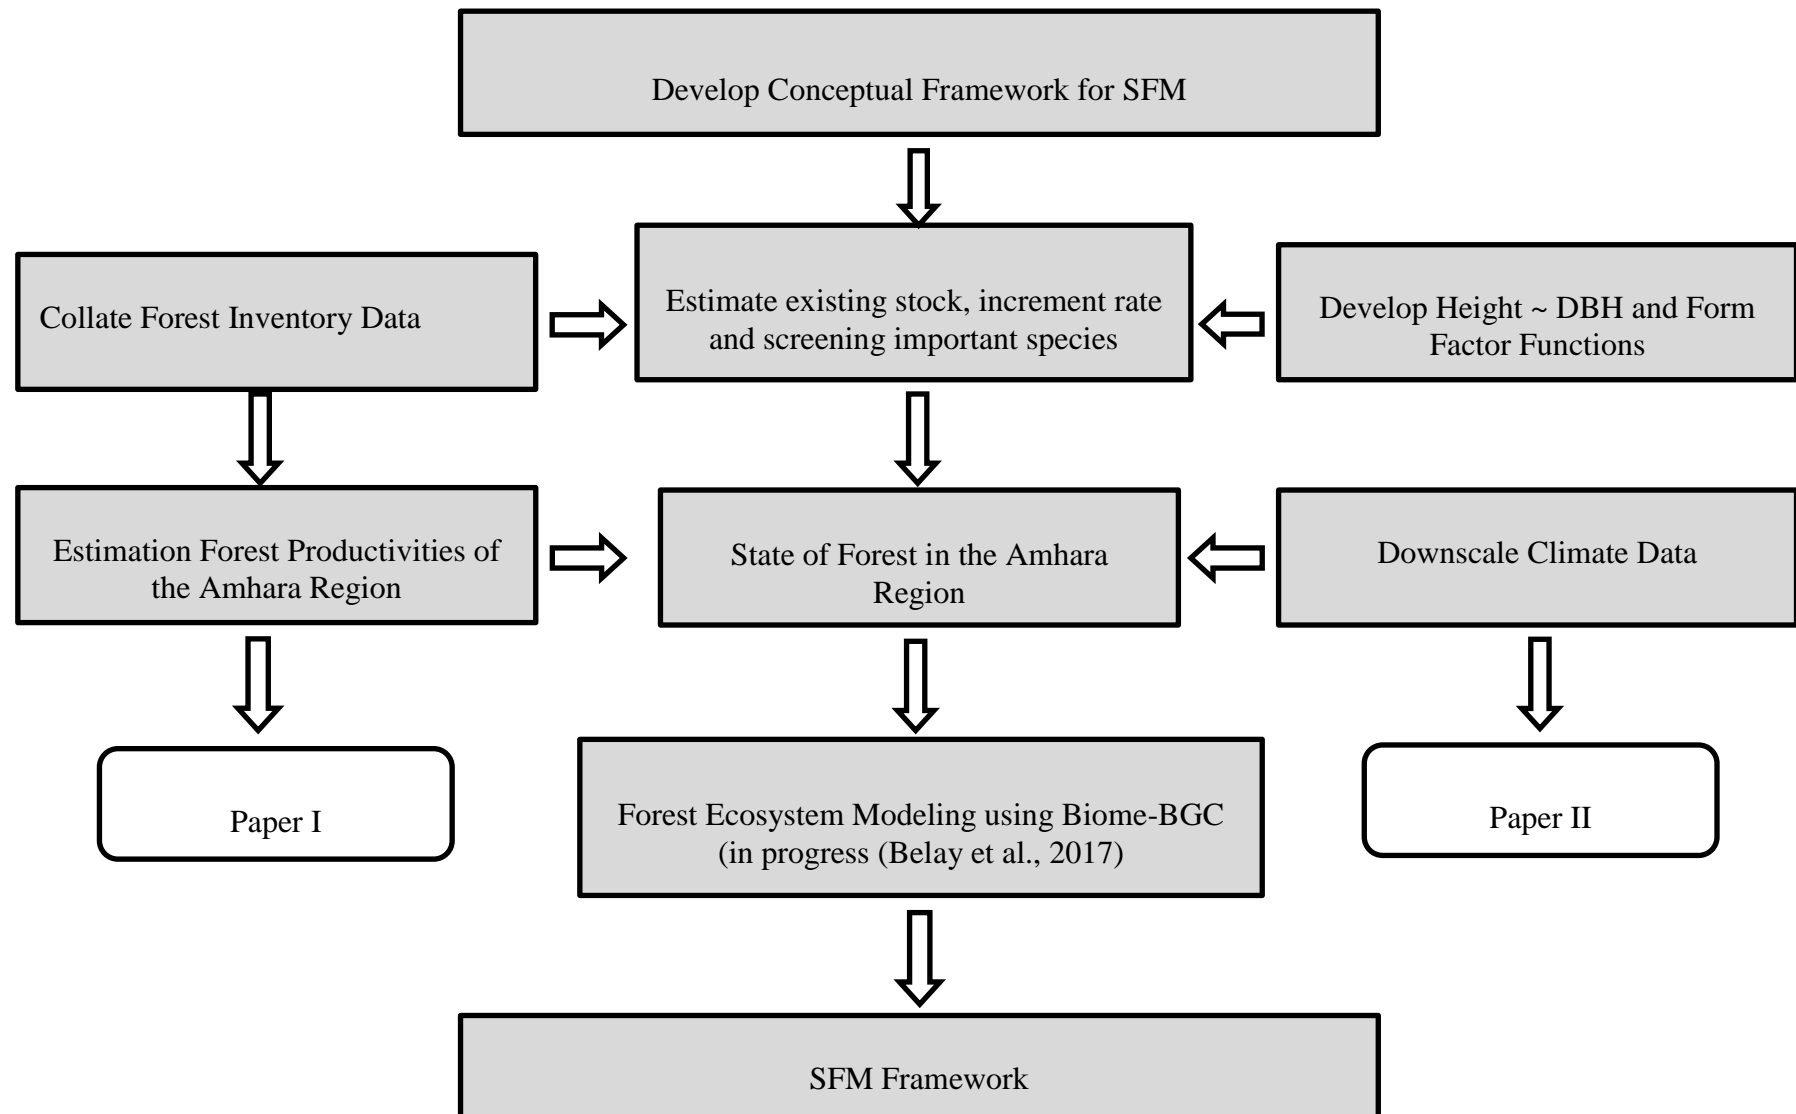 Develop Conceptual Framework for SFM
Collate Forest Inventory Data
Estimate existing stock, increment rate
and screening important species
Develop Height ~ DBH and Form
Factor Functions
Estimation Forest Productivities of
the Amhara Region
State of Forest in the Amhara
Region
Downscale Climate Data
Paper I
Forest Ecosystem Modeling using Biome-BGC
(in progress (Belay et al., 2017)
Paper II
SFM Framework